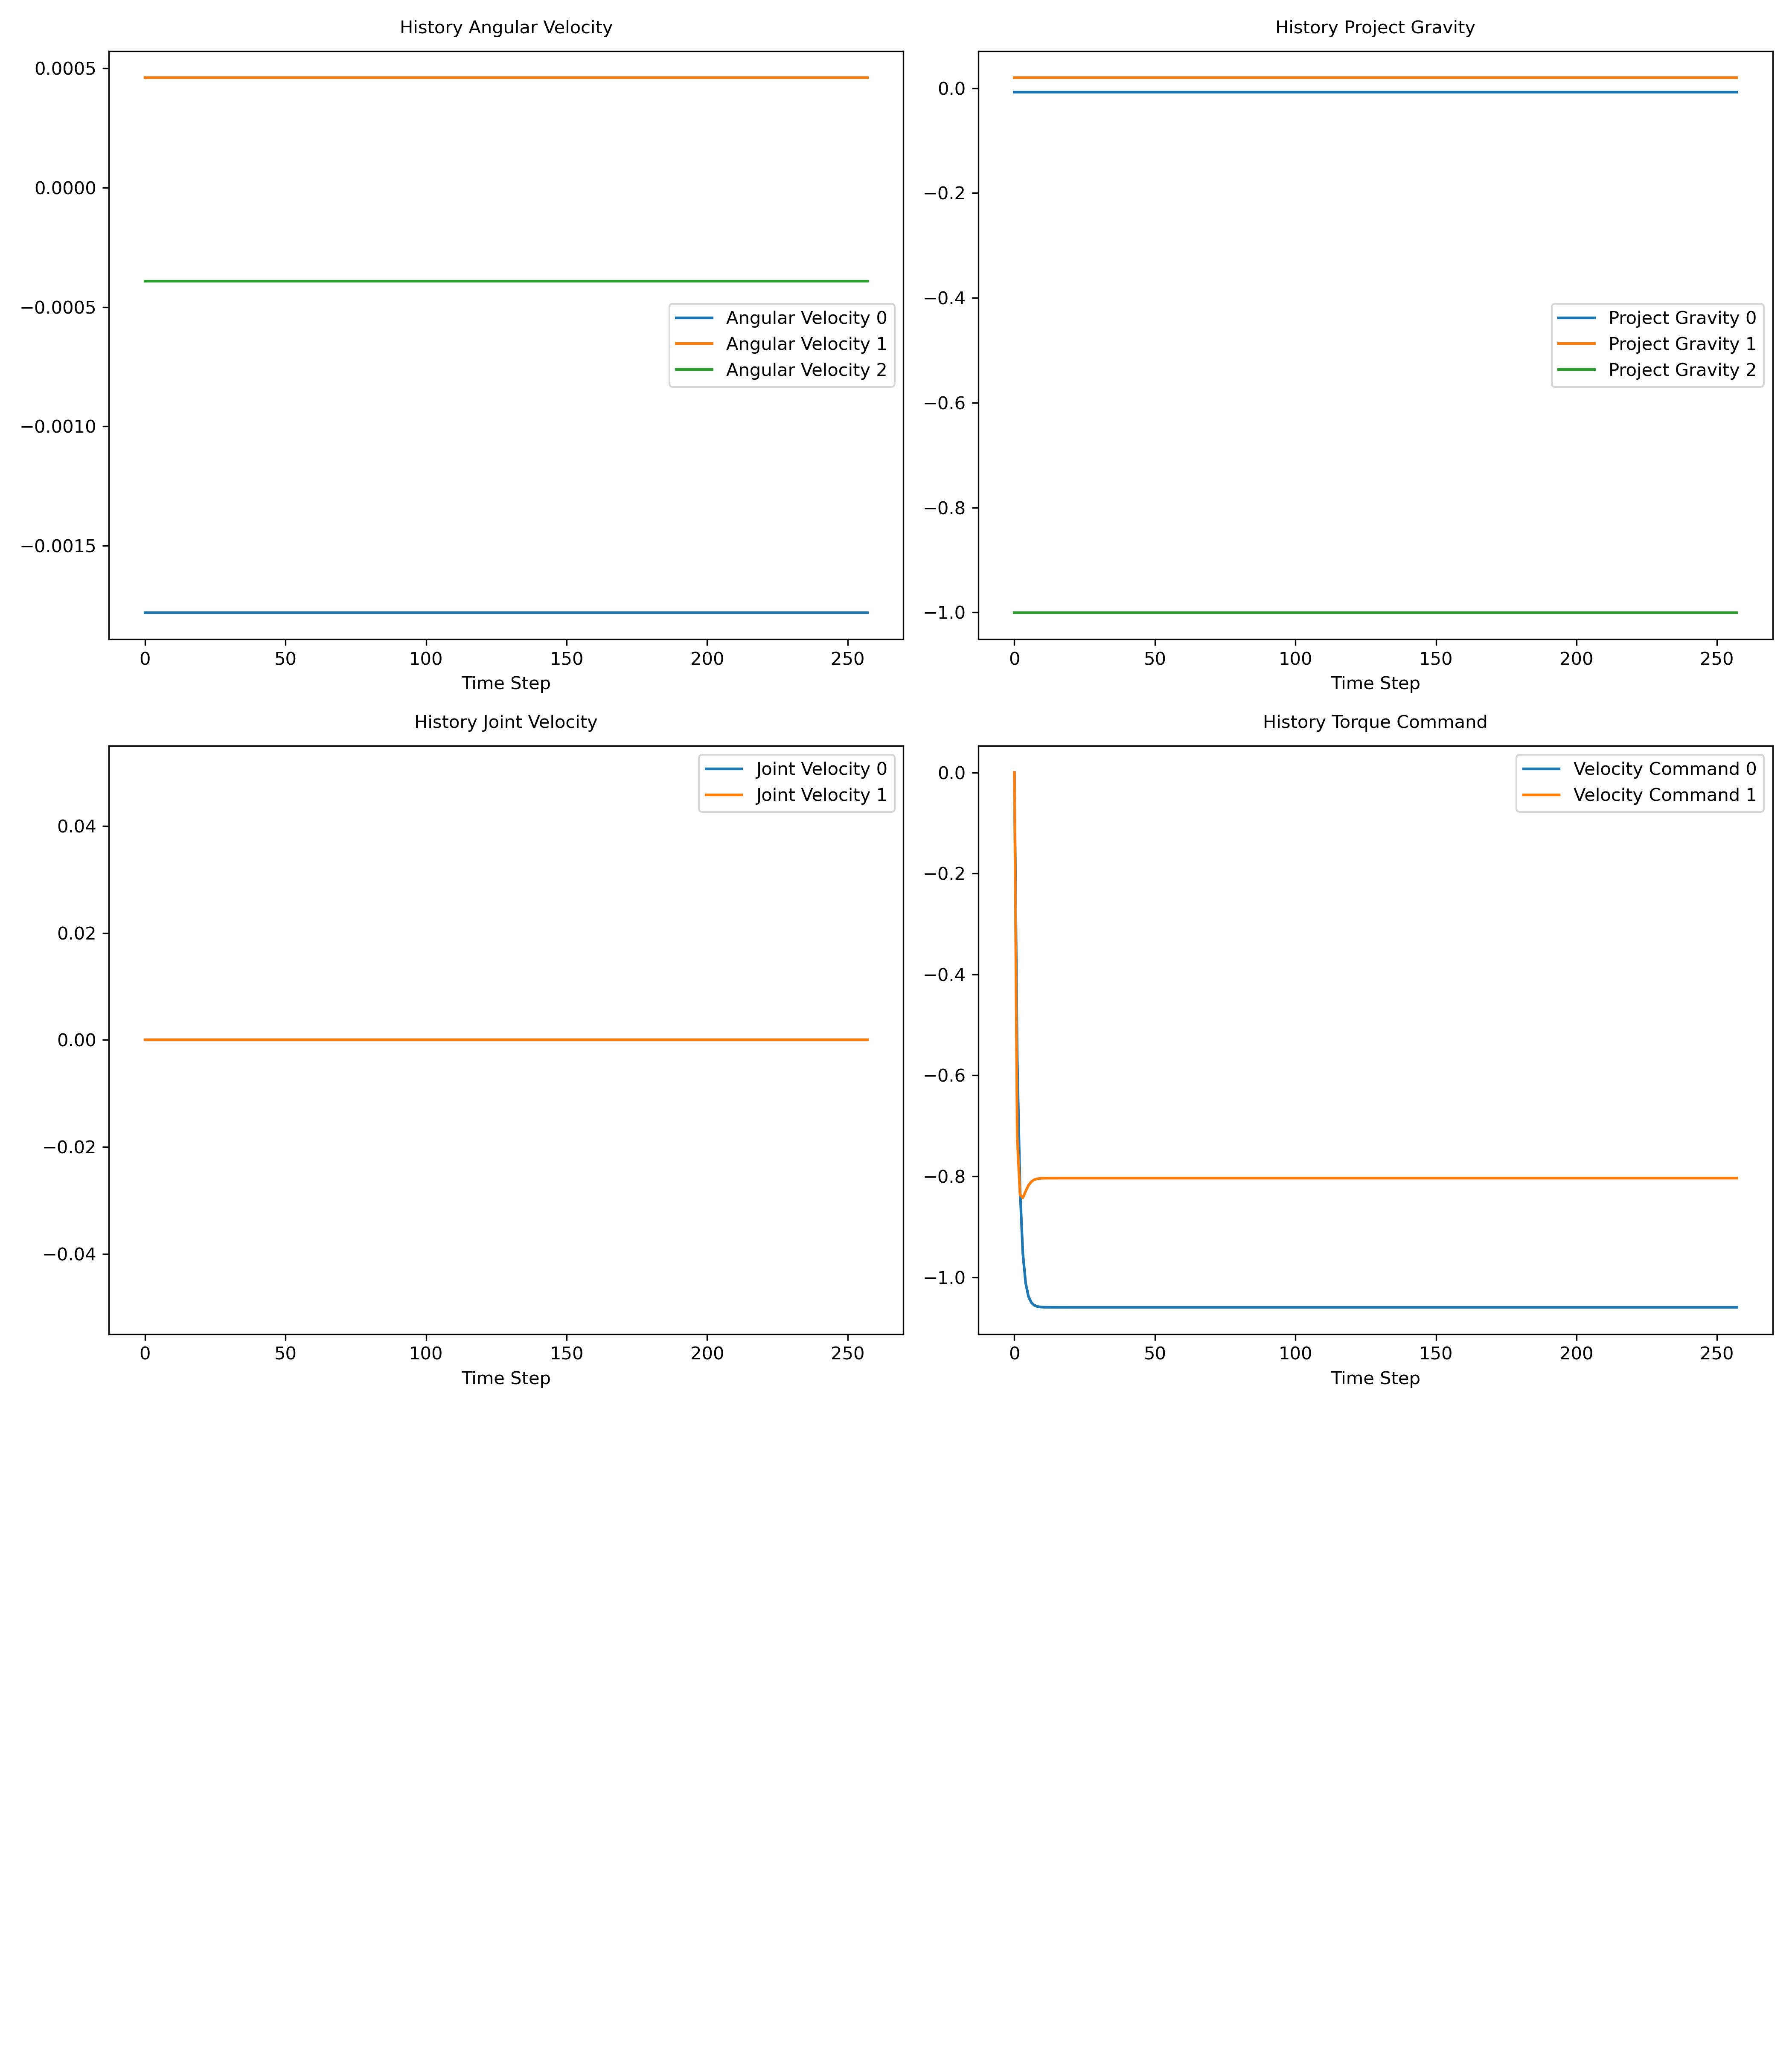 History Angular Velocity
0.0005
0.0000
−0.0005
−0.0010
−0.0015
Angular Velocity 0
Angular Velocity 1
Angular Velocity 2
0 50 100 150 200 250
Time Step
History Project Gravity
0.0
−0.2
−0.4
−0.6
−0.8
−1.0
Project Gravity 0
Project Gravity 1
Project Gravity 2
0 50 100 150 200 250
Time Step
History Joint Velocity
Joint Velocity 0
Joint Velocity 1
0.04
0.02
0.00
−0.02
−0.04
0 50 100 150 200 250
Time Step
History Torque Command
Velocity Command 0
Velocity Command 1
0.0
−0.2
−0.4
−0.6
−0.8
−1.0
0 50 100 150 200 250
Time Step